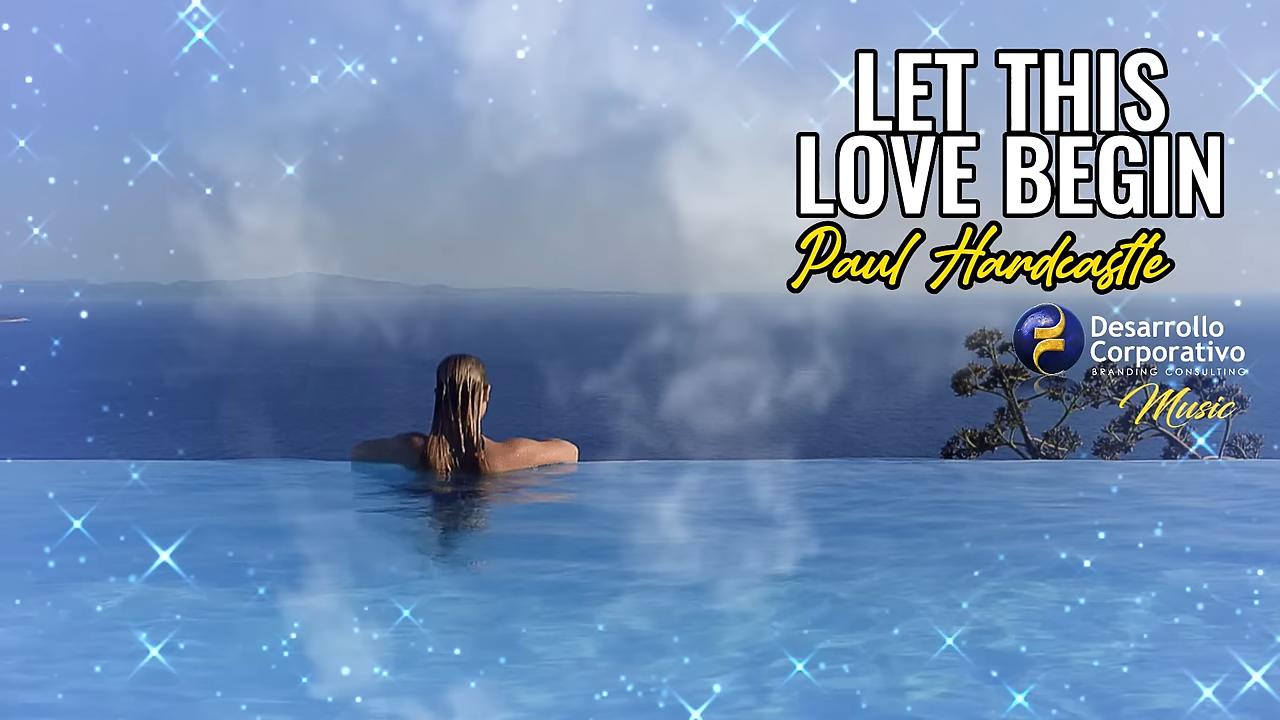 LET THIS
LOVE BEGIN
Paul Hardcastle
Desarrollo
Corporativo
BRANDING CONSULTING
Music